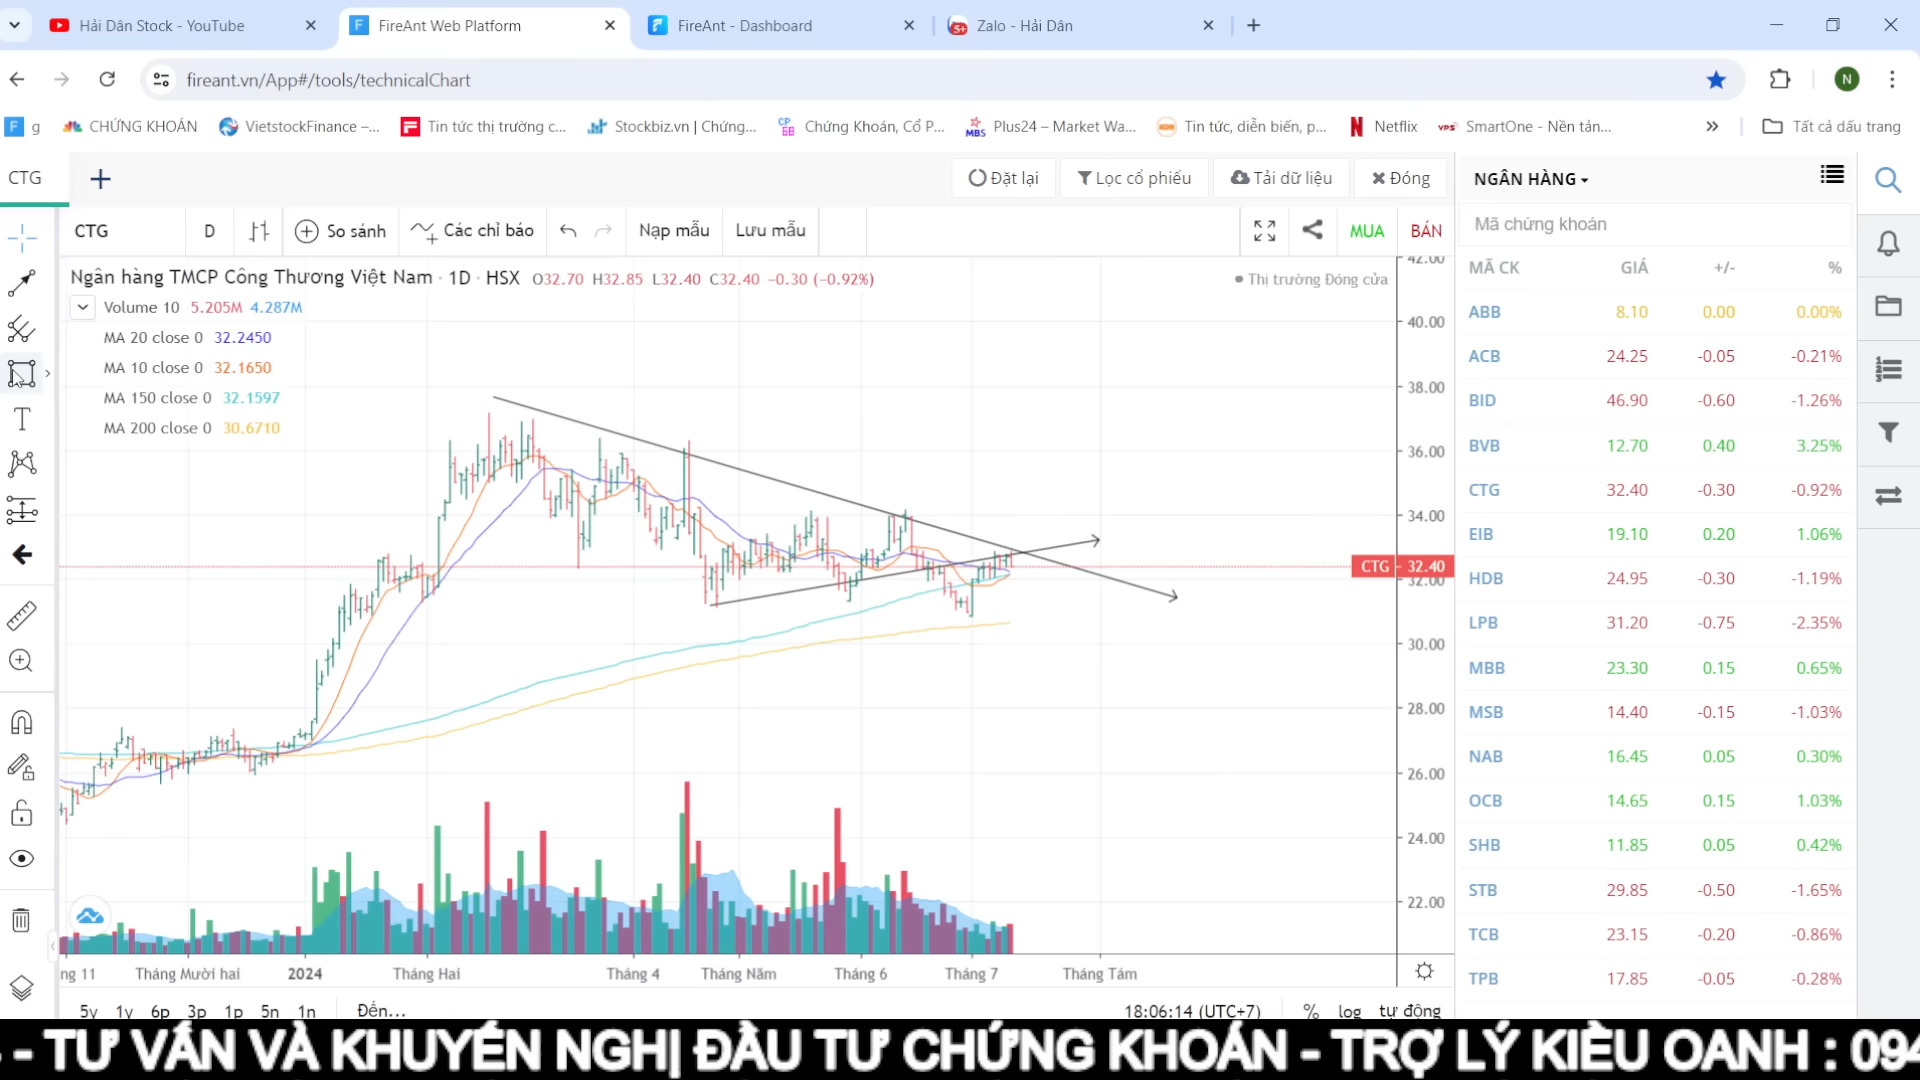 Hải Dân Stock - YouTube
FireAnt Web Platform
FireAnt - Dashboard
Zalo - Hải Dân
fireant.vn/App#/tools/technicalChart
N
g
CHỨNG KHOÁN
VietstockFinance –...
Tin tức thị trường c...
Stockbiz.vn | Chứng...
Chứng Khoán, Cổ P...
Plus24 – Market Wa...
Tin tức, diễn biến, p...
Netflix
SmartOne - Nền tản...
Tất cả dấu trang
CTG
Đặt lại
Lọc cổ phiếu
Tải dữ liệu
Đóng
CTG
D
So sánh
Các chỉ báo
Nạp mẫu
Lưu mẫu
MUA
BÁN
Ngân hàng TMCP Công Thương Việt Nam · 1D · HSX O32.70 H32.85 L32.40 C32.40 −0.30 (−0.92%)
Thị trường Đóng cửa
Volume 10 5.205M 4.287M
MA 20 close 0 32.2450
MA 10 close 0 32.1650
MA 150 close 0 32.1597
MA 200 close 0 30.6710
42.00
40.00
38.00
36.00
34.00
CTG 32.40
32.00
30.00
28.00
26.00
24.00
22.00
ng 11
Tháng Mười hai
2024
Tháng Hai
Tháng 4
Tháng Năm
Tháng 6
Tháng 7
Tháng Tám
5y 1y 6p 3p 1p 5n 1n
Đến...
18:06:14 (UTC+7)
% log tự động
NGÂN HÀNG
Mã chứng khoán
MÃ CK GIÁ +/- %
ABB 8.10 0.00 0.00%
ACB 24.25 -0.05 -0.21%
BID 46.90 -0.60 -1.26%
BVB 12.70 0.40 3.25%
CTG 32.40 -0.30 -0.92%
EIB 19.10 0.20 1.06%
HDB 24.95 -0.30 -1.19%
LPB 31.20 -0.75 -2.35%
MBB 23.30 0.15 0.65%
MSB 14.40 -0.15 -1.03%
NAB 16.45 0.05 0.30%
OCB 14.65 0.15 1.03%
SHB 11.85 0.05 0.42%
STB 29.85 -0.50 -1.65%
TCB 23.15 -0.20 -0.86%
TPB 17.85 -0.05 -0.28%
- TƯ VẤN VÀ KHUYẾN NGHỊ ĐẦU TƯ CHỨNG KHOÁN - TRỢ LÝ KIỀU OANH : 094